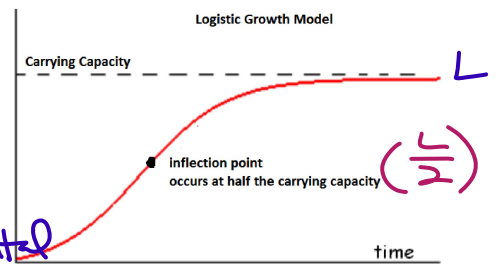 Logistic Growth Model
Carrying Capacity
L
inflection point
occurs at half the carrying capacity
(L/2)
time